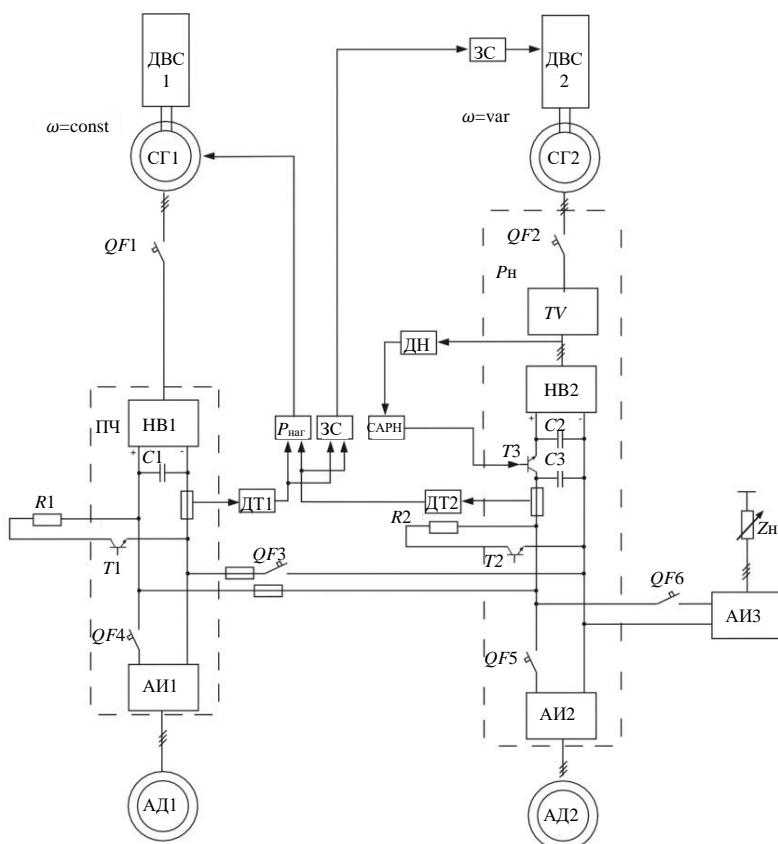 ДВС
1
ЗС
ДВС
2
ω=const
ω=var
СГ1
СГ2
QF1
QF2
Pн
TV
ДН
НВ2
ПЧ
НВ1
Pнаг
ЗС
САРН
+
-
C2
+
-
C1
T3
C3
R1
ДТ1
ДТ2
R2
Zн
T1
QF3
T2
QF6
АИ3
QF4
QF5
АИ1
АИ2
АД1
АД2